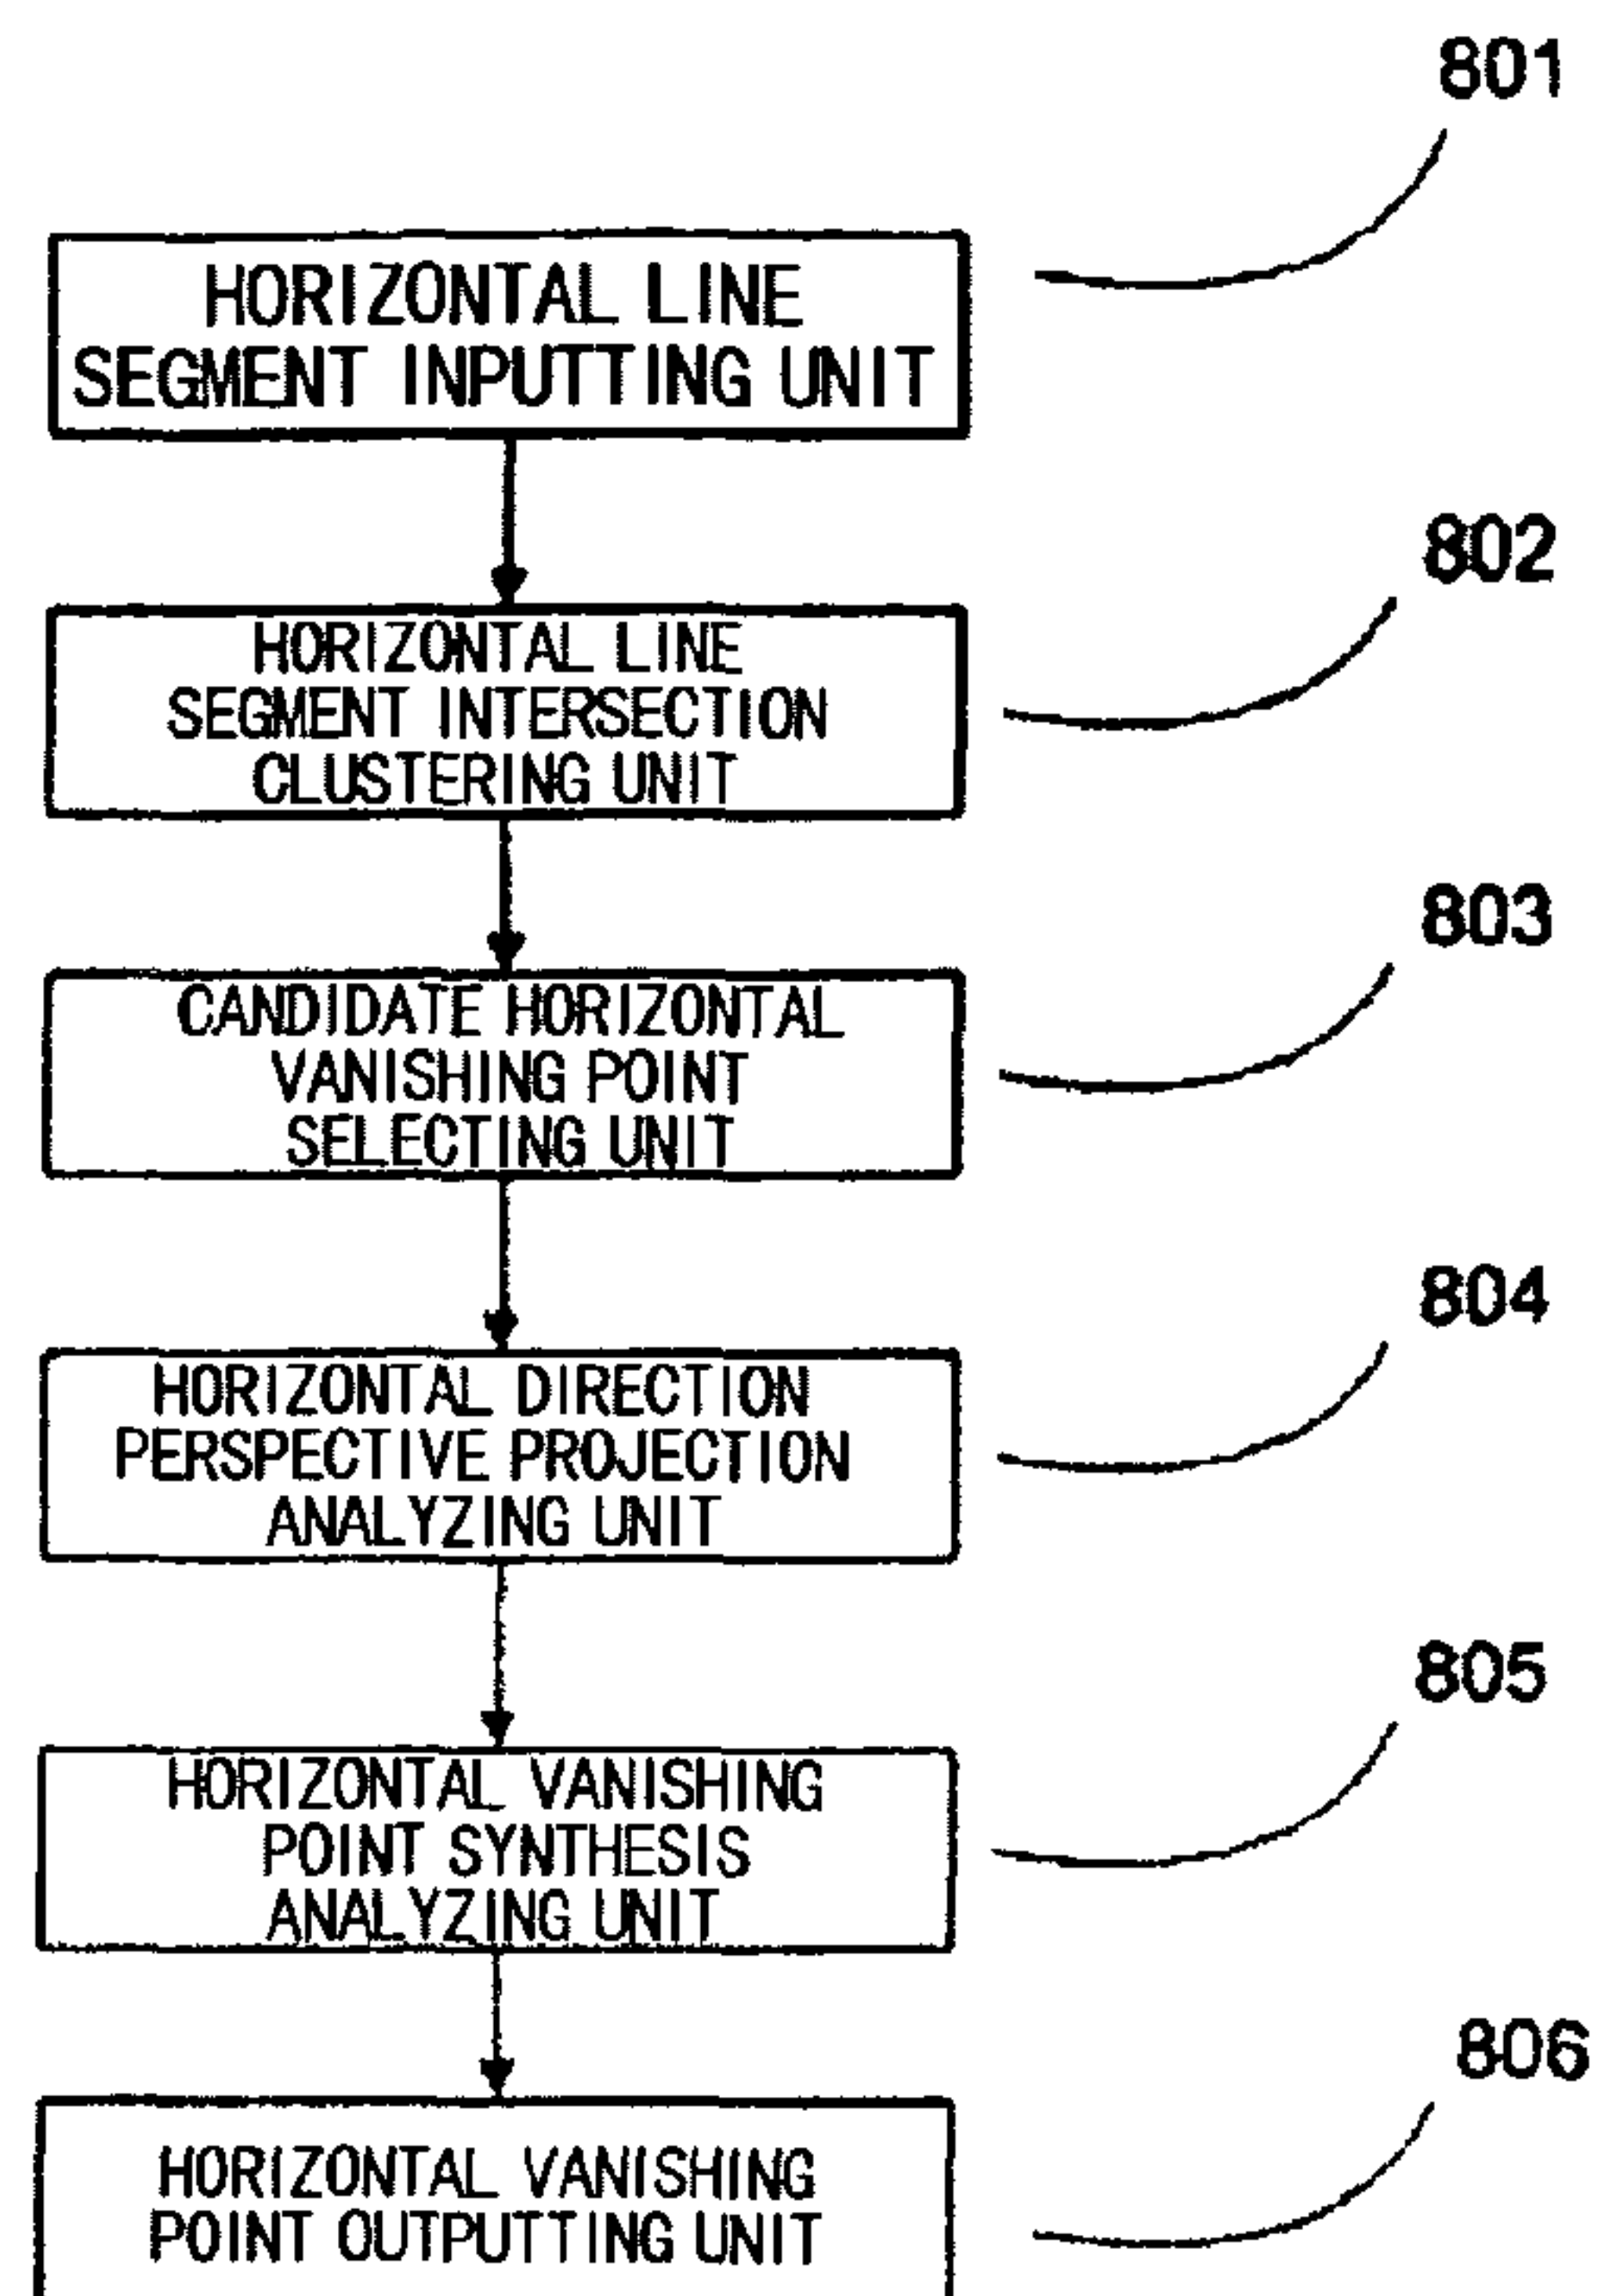 801
HORIZONTAL LINE
SEGMENT INPUTTING UNIT
802
HORIZONTAL LINE
SEGMENT INTERSECTION
CLUSTERING UNIT
803
CANDIDATE HORIZONTAL
VANISHING POINT
SELECTING UNIT
804
HORIZONTAL DIRECTION
PERSPECTIVE PROJECTION
ANALYZING UNIT
805
HORIZONTAL VANISHING
POINT SYNTHESIS
ANALYZING UNIT
806
HORIZONTAL VANISHING
POINT OUTPUTTING UNIT